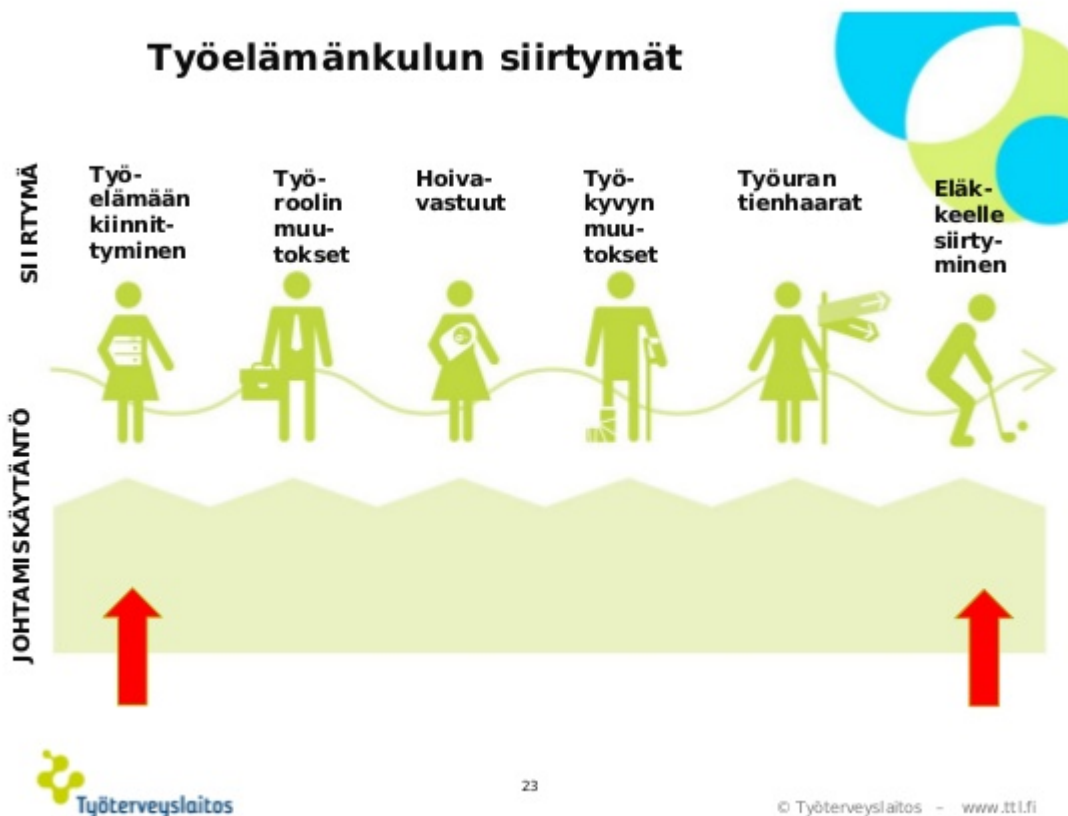 Työelämänkulun siirtymät
SIIRTYMÄ
Työ-
elämään
kiinnit-
tyminen
Työ-
roolin
muu-
tokset
Hoiva-
vastuut
Työ-
kyvyn
muu-
tokset
Työuran
tienhaarat
Eläk-
keelle
siirty-
minen
JOHTAMISKÄYTÄNTÖ
Työterveyslaitos
23
© Työterveyslaitos – www.ttl.fi